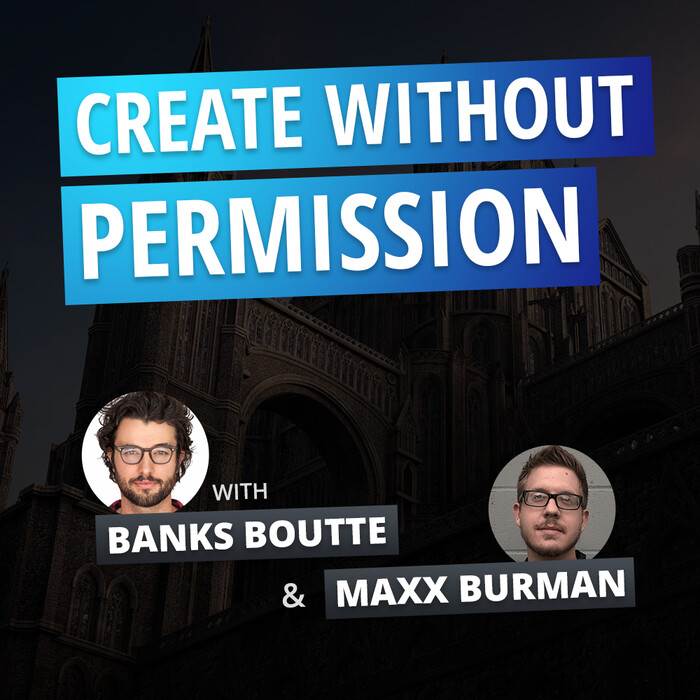 CREATE WITHOUT
PERMISSION
WITH
BANKS BOUTTE
& MAXX BURMAN